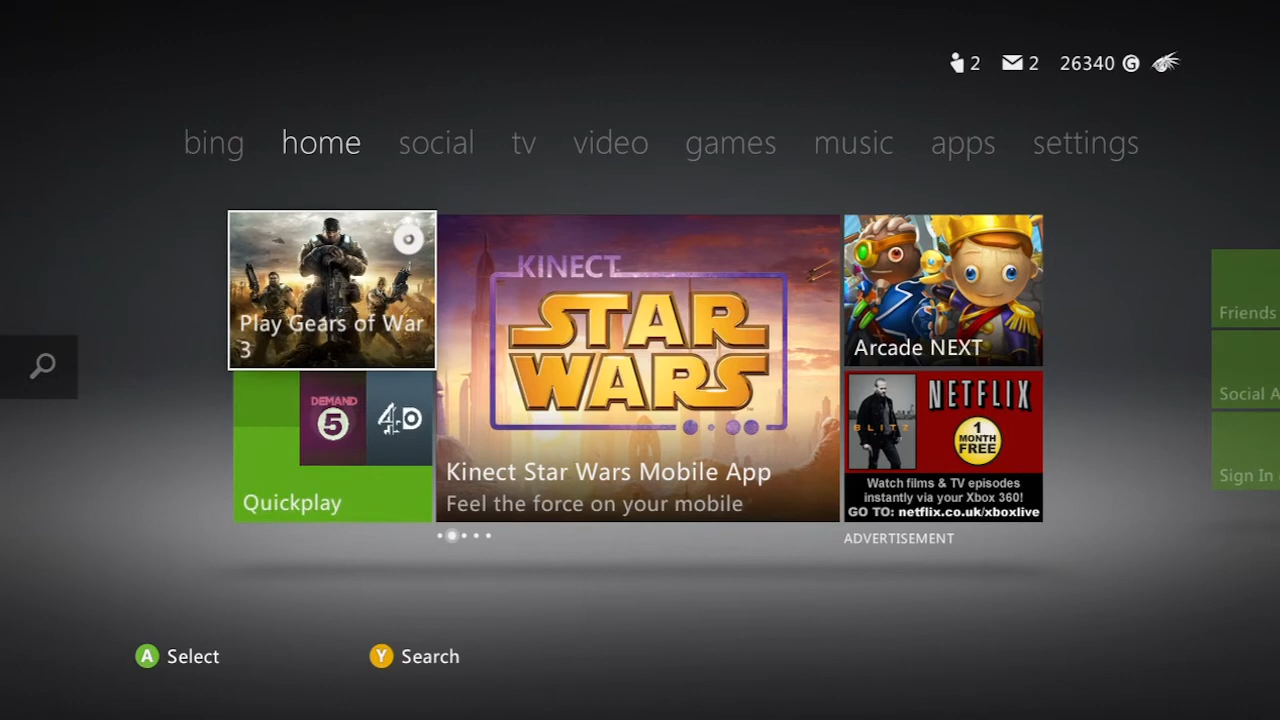 2 2 26340 G
bing home social tv video games music apps settings
Play Gears of War
3
KINECT
STAR
WARS
Kinect Star Wars Mobile App
Feel the force on your mobile
Arcade NEXT
DEMAND
5
4oD
Quickplay
BLITZ
NETFLIX
1
MONTH
FREE
Watch films & TV episodes
instantly via your Xbox 360!
GO TO: netflix.co.uk/xboxlive
ADVERTISEMENT
Friends
Social A
Sign In
A Select
Y Search